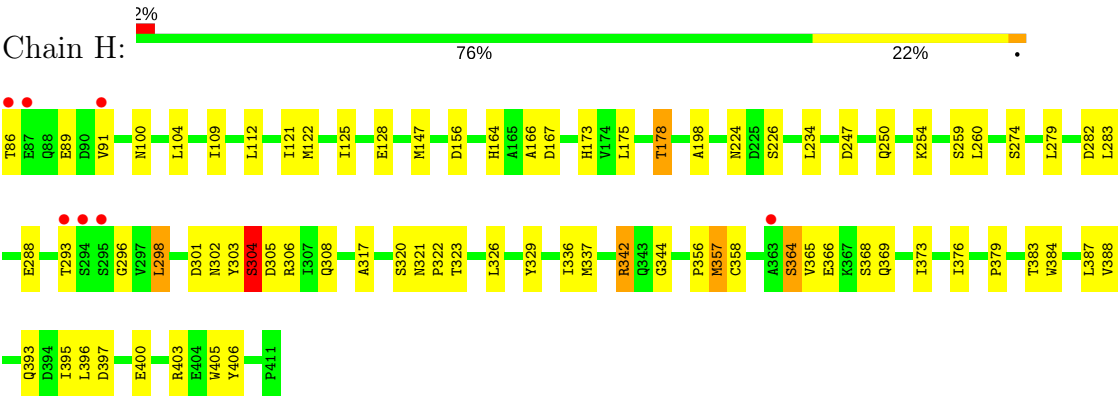 2%
Chain H:
76% 22% •
T86 E87 Q88 E89 D90 V91 N100 L104 I109 L112 I121 M122 I125 E128 M147 D156 H164 A165 A166 D167 H173 V174 L175 T178 A198 N224 D225 S226 L234 D247 Q250 K254 S259 L260 S274 L279 D282 L283
E288 T293 S294 S295 G296 V297 L298 D301 N302 Y303 S304 D305 R306 I307 Q308 A317 S320 N321 P322 T323 L326 Y329 I336 M337 R342 Q343 G344 P356 M357 C358 A363 S364 V365 E366 K367 S368 Q369 I373 I376 P379 T383 W384 L387 V388
Q393 D394 I395 L396 D397 E400 R403 E404 W405 Y406 P411